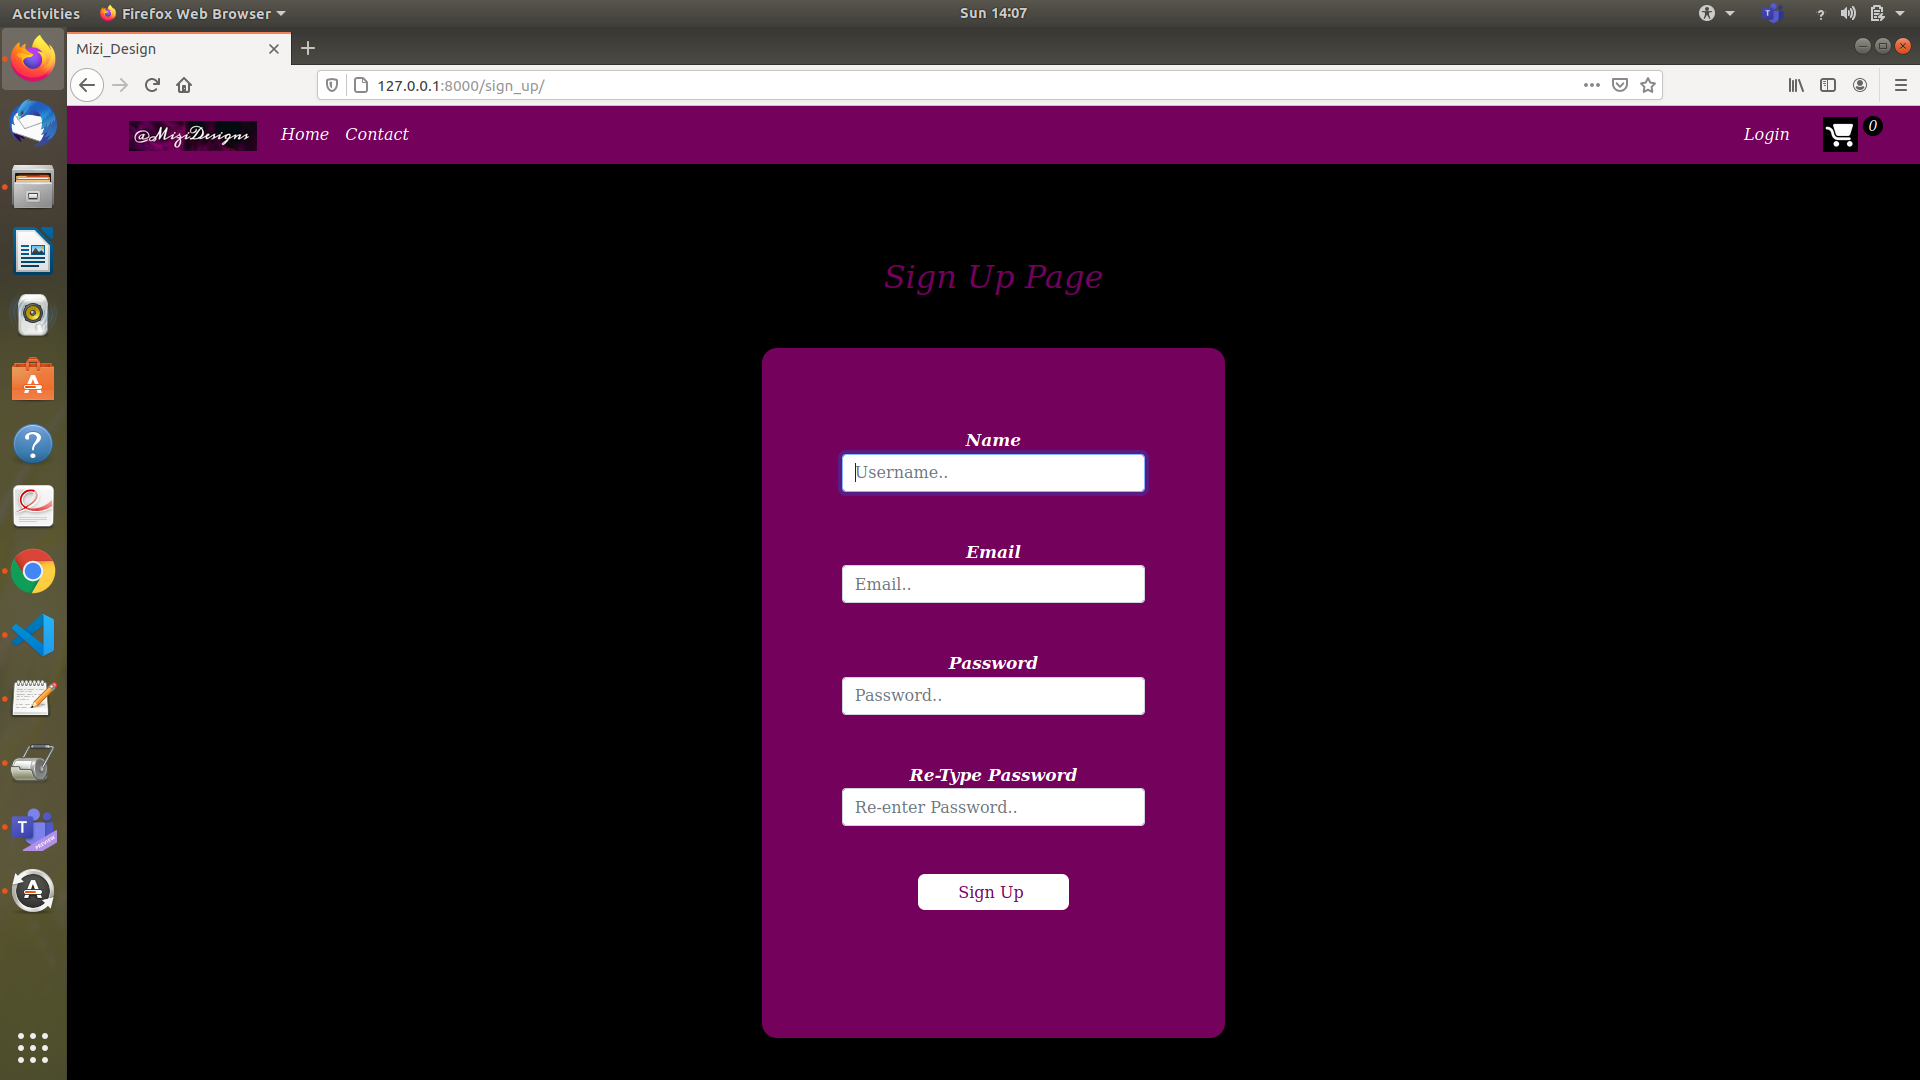 Activities Firefox Web Browser Sun 14:07
Mizi_Design
127.0.0.1:8000/sign_up/
@MiziDesigns Home Contact Login 0
Sign Up Page
Name
Username..
Email
Email..
Password
Password..
Re-Type Password
Re-enter Password..
Sign Up